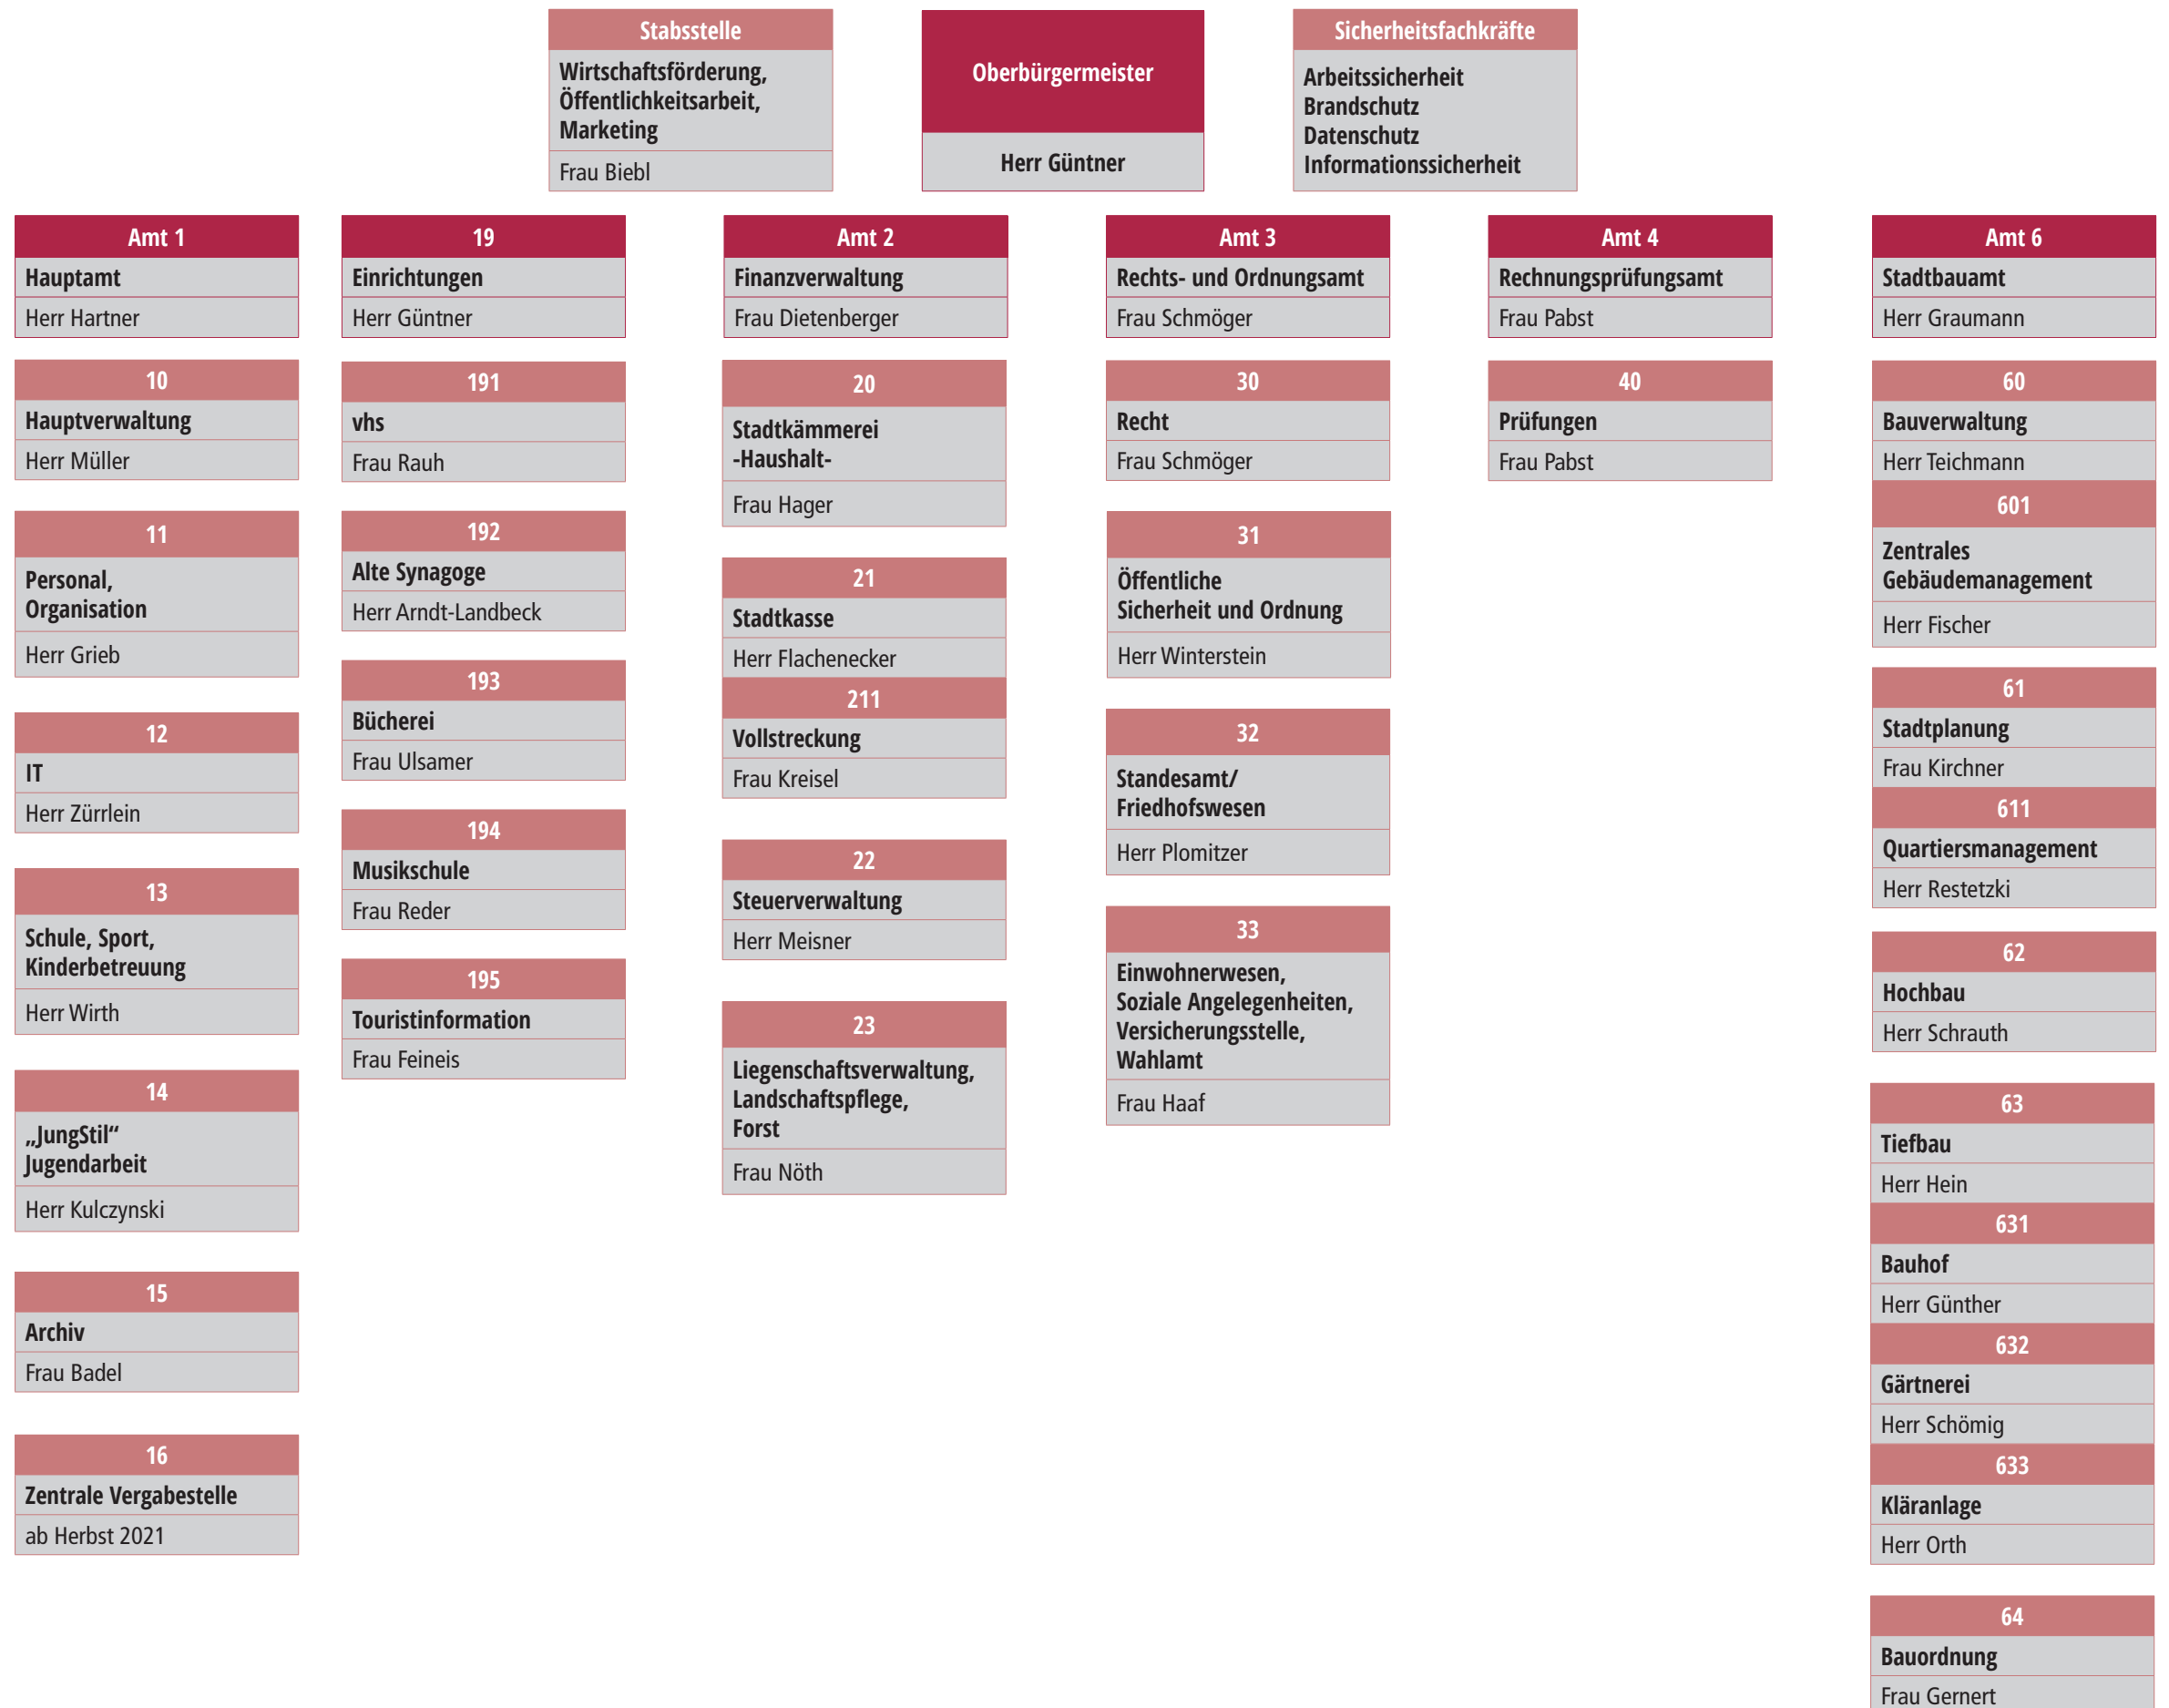 Stabsstelle
Wirtschaftsförderung,
Öffentlichkeitsarbeit,
Marketing
Frau Biebl
Oberbürgermeister
Herr Güntner
Sicherheitsfachkräfte
Arbeitssicherheit
Brandschutz
Datenschutz
Informationssicherheit
Amt 1
Hauptamt
Herr Hartner
10
Hauptverwaltung
Herr Müller
11
Personal,
Organisation
Herr Grieb
12
IT
Herr Zürrlein
13
Schule, Sport,
Kinderbetreuung
Herr Wirth
14
„JungStil“
Jugendarbeit
Herr Kulczynski
15
Archiv
Frau Badel
16
Zentrale Vergabestelle
ab Herbst 2021
19
Einrichtungen
Herr Güntner
191
vhs
Frau Rauh
192
Alte Synagoge
Herr Arndt-Landbeck
193
Bücherei
Frau Ulsamer
194
Musikschule
Frau Reder
195
Touristinformation
Frau Feineis
Amt 2
Finanzverwaltung
Frau Dietenberger
20
Stadtkämmerei
-Haushalt-
Frau Hager
21
Stadtkasse
Herr Flachenecker
211
Vollstreckung
Frau Kreisel
22
Steuerverwaltung
Herr Meisner
23
Liegenschaftsverwaltung,
Landschaftspflege,
Forst
Frau Nöth
Amt 3
Rechts- und Ordnungsamt
Frau Schmöger
30
Recht
Frau Schmöger
31
Öffentliche
Sicherheit und Ordnung
Herr Winterstein
32
Standesamt/
Friedhofswesen
Herr Plomitzer
33
Einwohnerwesen,
Soziale Angelegenheiten,
Versicherungsstelle,
Wahlamt
Frau Haaf
Amt 4
Rechnungsprüfungsamt
Frau Pabst
40
Prüfungen
Frau Pabst
Amt 6
Stadtbauamt
Herr Graumann
60
Bauverwaltung
Herr Teichmann
601
Zentrales
Gebäudemanagement
Herr Fischer
61
Stadtplanung
Frau Kirchner
611
Quartiersmanagement
Herr Restetzki
62
Hochbau
Herr Schrauth
63
Tiefbau
Herr Hein
631
Bauhof
Herr Günther
632
Gärtnerei
Herr Schömig
633
Kläranlage
Herr Orth
64
Bauordnung
Frau Gernert